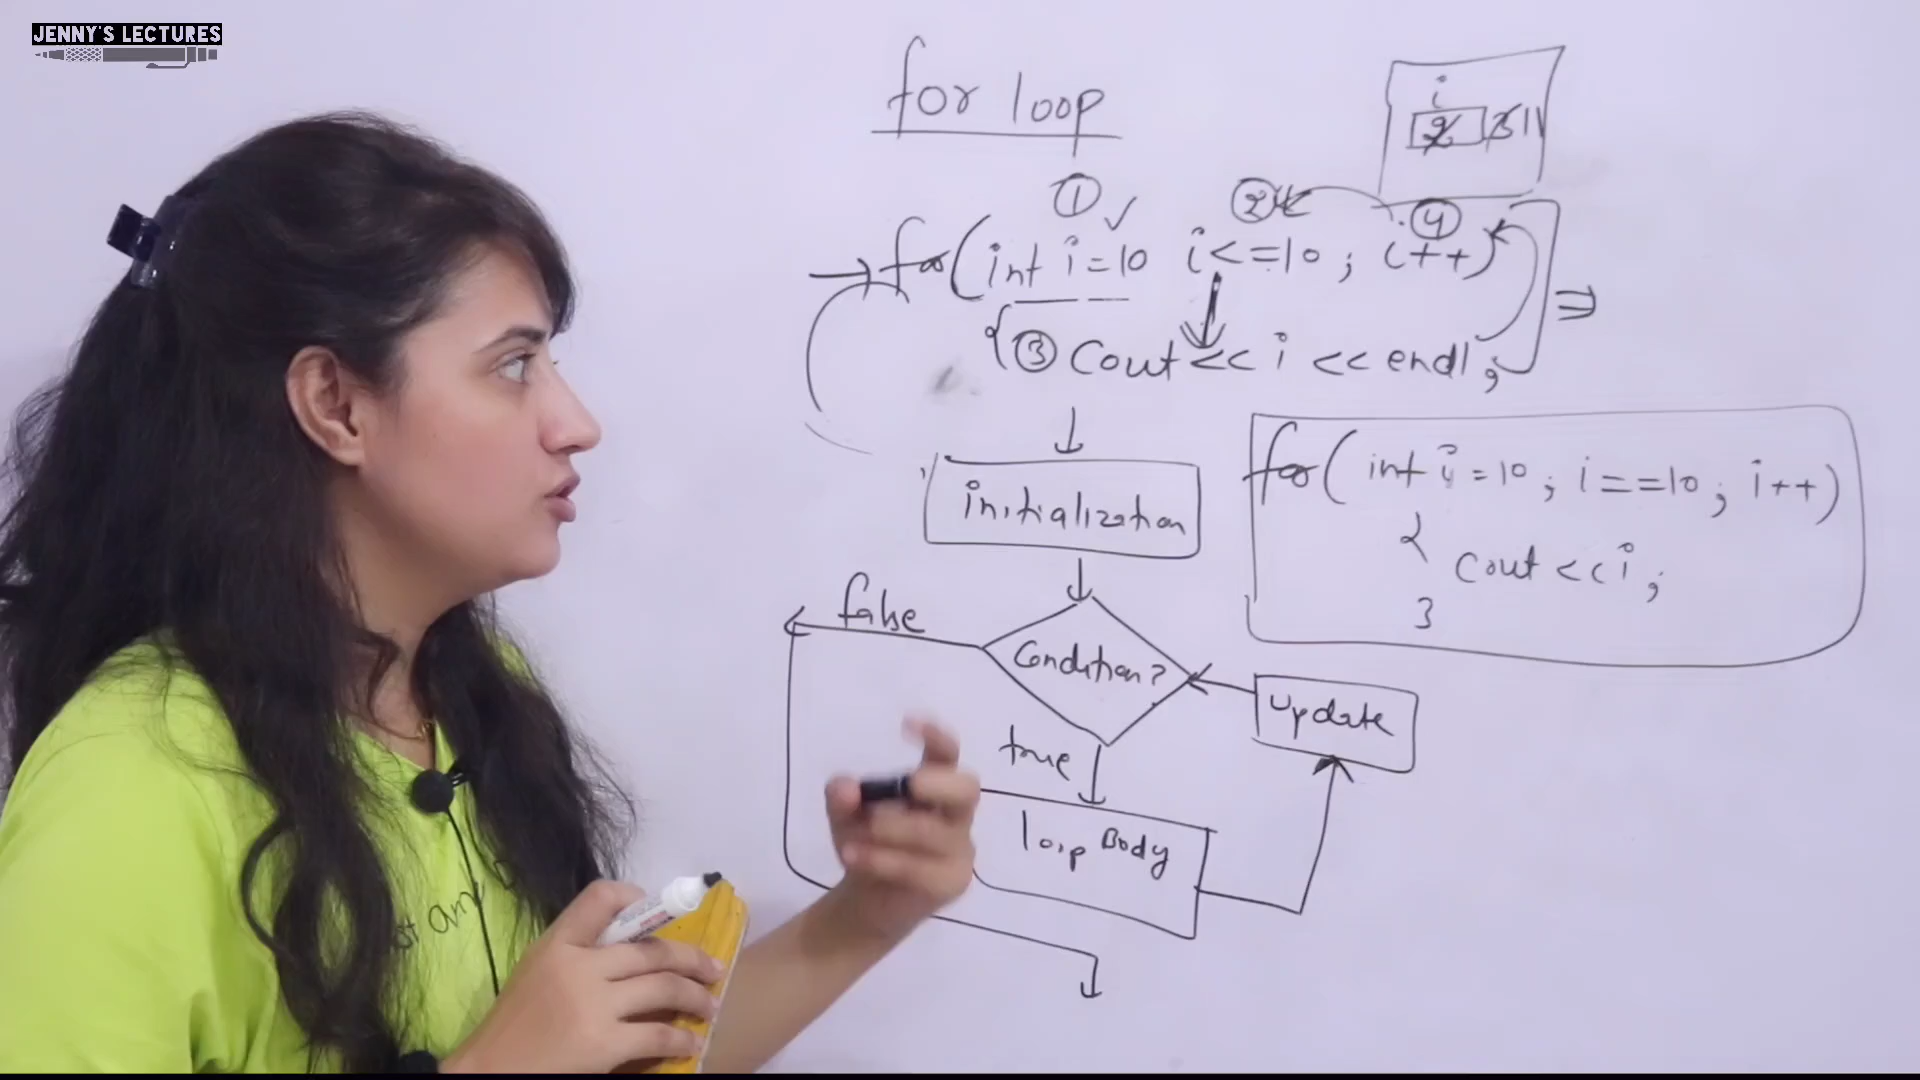 JENNY'S LECTURES
for loop
i
11
① ② ④
for(int i=10 i<=10; i++)
{ ③ Cout << i << endl;
initialization
for( int i=10; i==10; i++)
{
Cout <<i;
}
false
Condition?
update
true
loop Body